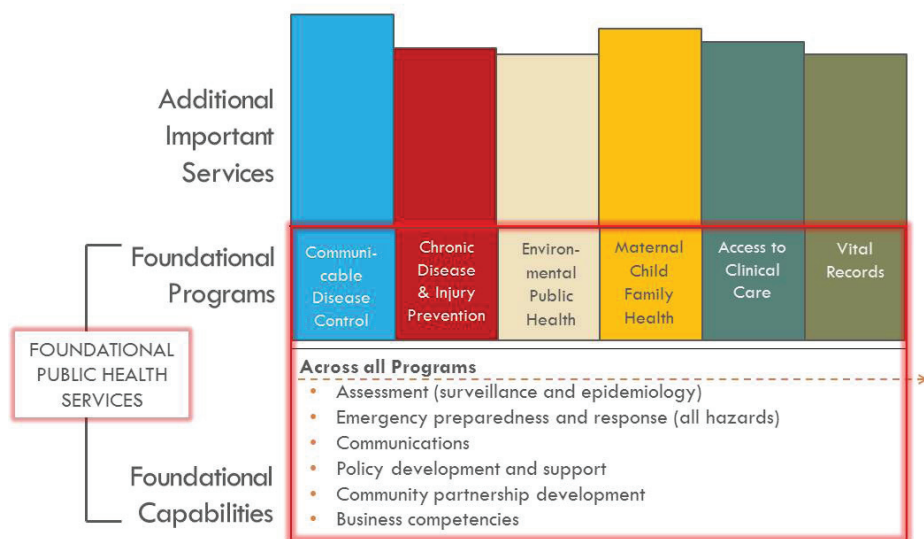 Additional
Important
Services
Foundational
Programs
Communi-
cable
Disease
Control
Chronic
Disease
& Injury
Prevention
Environ-
mental
Public
Health
Maternal
Child
Family
Health
Access to
Clinical
Care
Vital
Records
FOUNDATIONAL
PUBLIC HEALTH
SERVICES
Foundational
Capabilities
Across all Programs
• Assessment (surveillance and epidemiology)
• Emergency preparedness and response (all hazards)
• Communications
• Policy development and support
• Community partnership development
• Business competencies